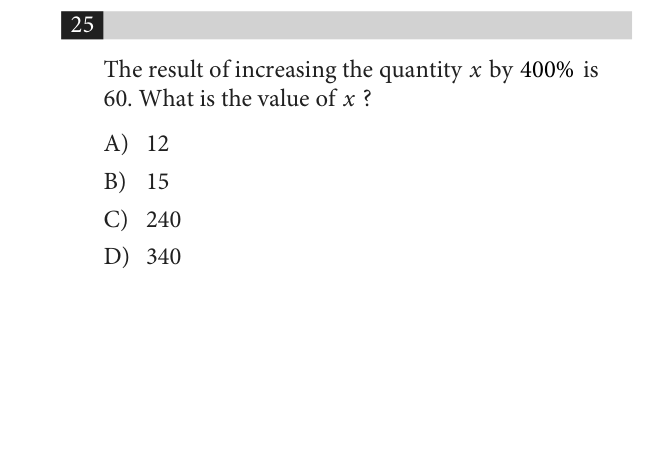 25
The result of increasing the quantity x by 400% is
60. What is the value of x ?
A) 12
B) 15
C) 240
D) 340